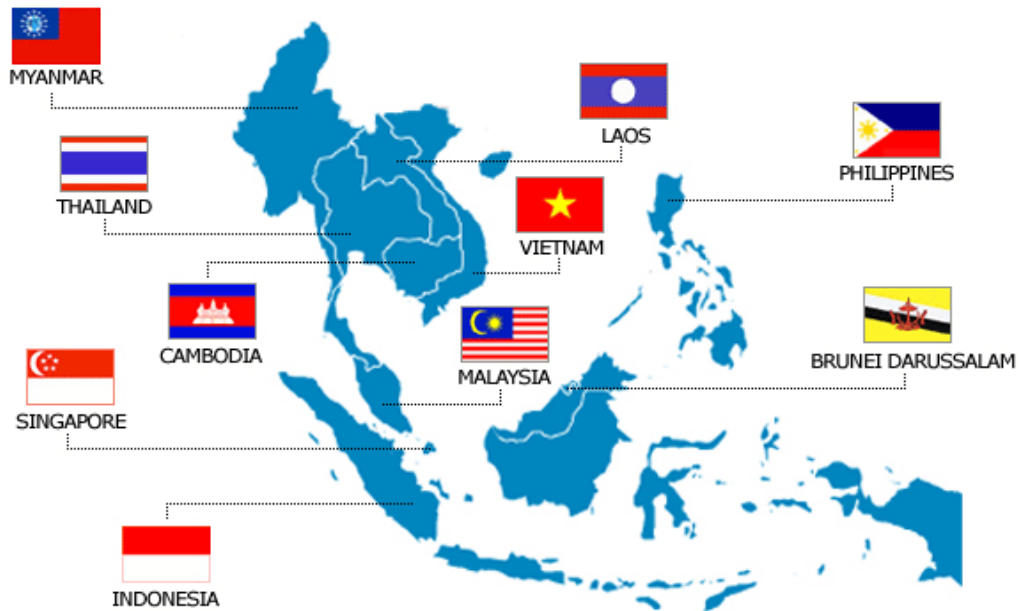 MYANMAR
LAOS
THAILAND
PHILIPPINES
VIETNAM
CAMBODIA
MALAYSIA
BRUNEI DARUSSALAM
SINGAPORE
INDONESIA